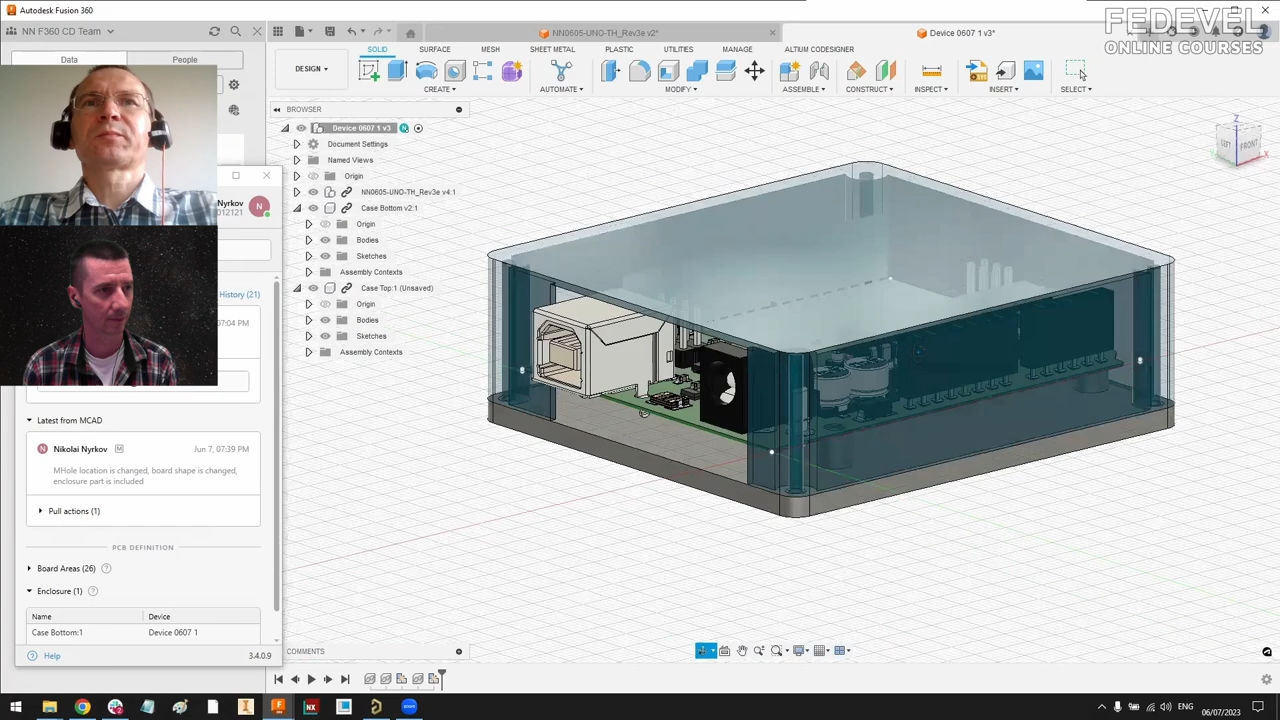 Autodesk Fusion 360
FEDEVEL
ONLINE COURSES
NN F360 CD Team
NN0605-UNO-TH_Rev3e v2*
Device 0607 1 v3*
Data
People
SOLID
SURFACE
MESH
SHEET METAL
PLASTIC
UTILITIES
MANAGE
ALTIUM DESIGNER
DESIGN
CREATE
AUTOMATE
MODIFY
ASSEMBLE
CONSTRUCT
INSPECT
INSERT
SELECT
BROWSER
Device 0607 1 v3
N
Document Settings
Named Views
Origin
NN0605-UNO-TH_Rev3e v4:1
Case Bottom v2:1
Origin
Bodies
Sketches
Assembly Contexts
Case Top:1 (Unsaved)
Origin
Bodies
Sketches
Assembly Contexts
Z
FRONT
X
Nyrkov
012121
N
History (21)
07:04 PM
Latest from MCAD
N
Nikolai Nyrkov
M
Jun 7, 07:39 PM
MHole location is changed, board shape is changed,
enclosure part is included
Pull actions (1)
PCB DEFINITION
Board Areas (26)
Enclosure (1)
Name
Device
Case Bottom:1
Device 0607 1
Help
3.4.0.9
COMMENTS
ENG
06/07/2023